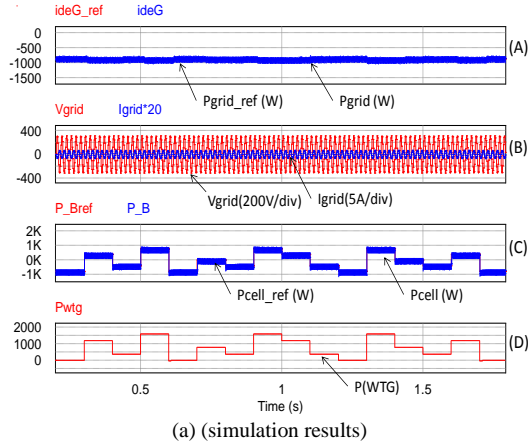 ideG_ref ideG
0
-500
-1000
-1500
(A)
Pgrid_ref (W) Pgrid (W)
Vgrid Igrid*20
400
0
-400
(B)
Vgrid(200V/div) Igrid(5A/div)
P_Bref P_B
2K
1K
0K
-1K
(C)
Pcell_ref (W) Pcell (W)
Pwtg
2000
1000
0
(D)
P(WTG)
0.5 1 1.5
Time (s)
(a) (simulation results)